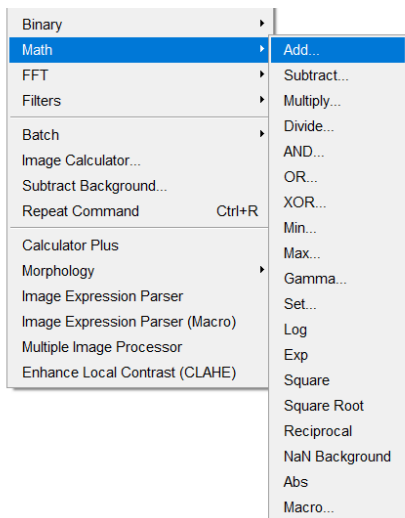 Binary
Math
FFT
Filters
Batch
Image Calculator...
Subtract Background...
Repeat Command Ctrl+R
Calculator Plus
Morphology
Image Expression Parser
Image Expression Parser (Macro)
Multiple Image Processor
Enhance Local Contrast (CLAHE)
Add...
Subtract...
Multiply...
Divide...
AND...
OR...
XOR...
Min...
Max...
Gamma...
Set...
Log
Exp
Square
Square Root
Reciprocal
NaN Background
Abs
Macro...